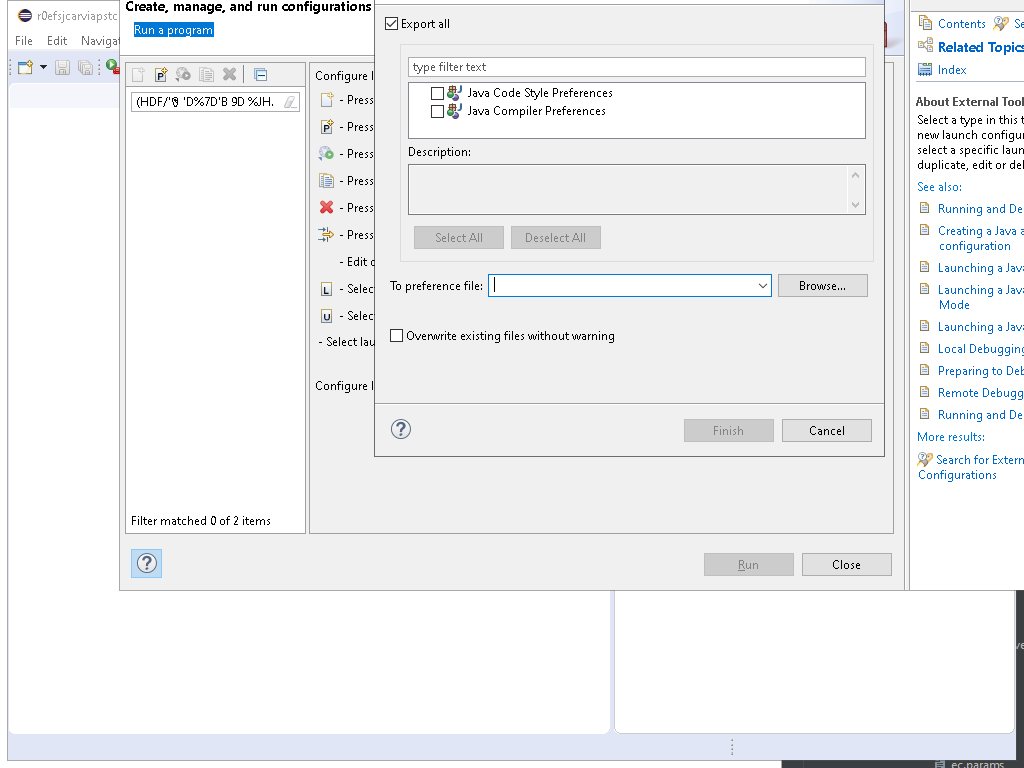 r0efsjcarviapstc
File Edit Navigat
Create, manage, and run configurations
Run a program
Filter matched 0 of 2 items
Configure l
- Press
- Press
- Press
- Press
- Press
- Press
- Edit
- Selec
- Selec
- Select lau
Configure l
Export all
type filter text
Java Code Style Preferences
Java Compiler Preferences
Description:
Select All Deselect All
To preference file: Browse...
Overwrite existing files without warning
Finish Cancel
Run Close
Contents Se
Related Topics
Index
About External Tool
Select a type in this t
new launch configu
select a specific laun
duplicate, edit or del
See also:
Running and De
Creating a Java a
configuration
Launching a Java
Launching a Java
Mode
Launching a Java
Local Debugging
Preparing to Deb
Remote Debugg
Running and De
More results:
Search for Extern
Configurations
ec.params